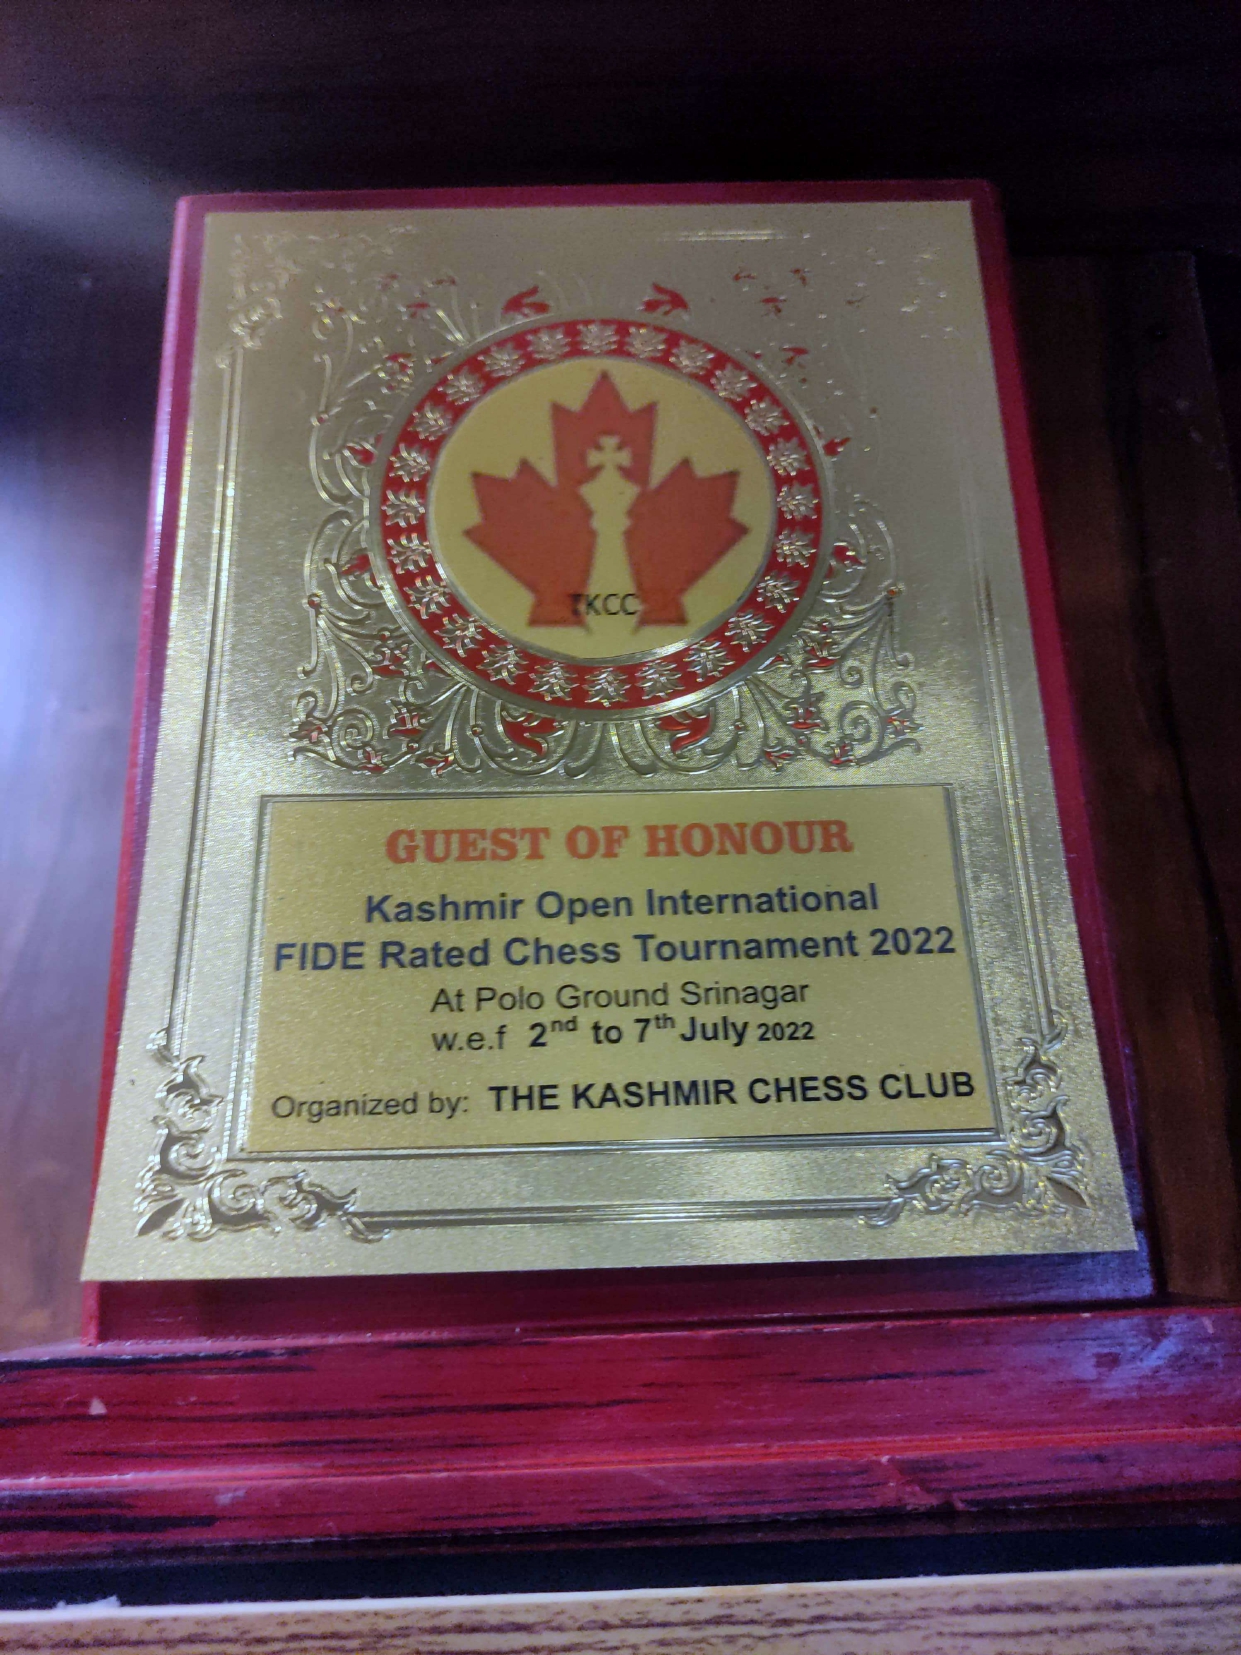 TKCC
GUEST OF HONOUR
Kashmir Open International
FIDE Rated Chess Tournament 2022
At Polo Ground Srinagar
w.e.f 2nd to 7th July 2022
Organized by: THE KASHMIR CHESS CLUB